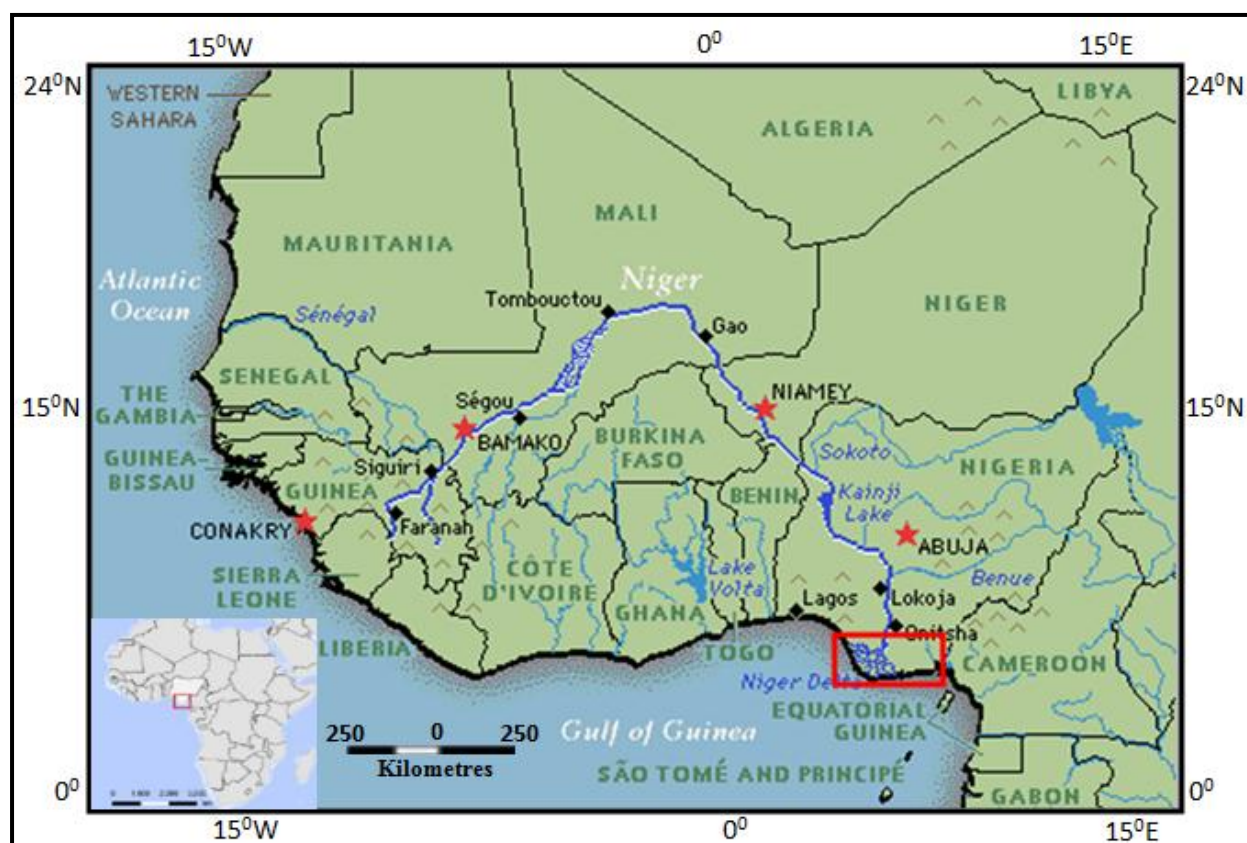 15⁰W
0⁰
15⁰E
24⁰N
24⁰N
WESTERN
SAHARA
LIBYA
ALGERIA
MALI
MAURITANIA
Niger
Atlantic
Ocean
Tombouctou
NIGER
Sénégal
Gao
SENEGAL
15⁰N
15⁰N
THE
GAMBIA
Ségou
NIAMEY
BAMAKO
BURKINA
FASO
Sokoto
GUINEA-
BISSAU
Siguiri
NIGERIA
GUINEA
BENIN
Kainji
Lake
CONAKRY
Faranah
ABUJA
SIERRA
LEONE
CÔTE
D'IVOIRE
Lake
Volta
Benue
GHANA
Lagos
Lokoja
Onitsha
LIBERIA
TOGO
CAMEROON
Niger Delta
EQUATORIAL
GUINEA
250 0 250
Kilometres
Gulf of Guinea
SÃO TOMÉ AND PRINCIPÉ
GABON
0⁰
0⁰
15⁰W
0⁰
15⁰E